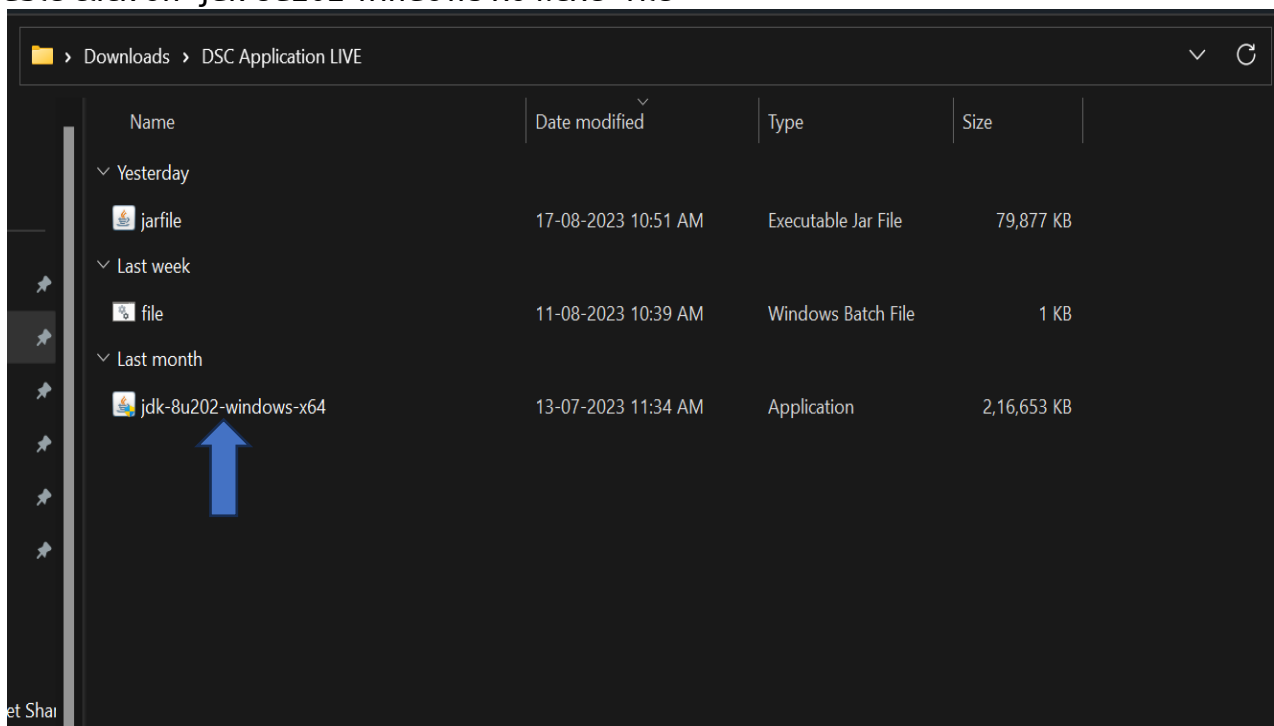 Downloads > DSC Application LIVE
Name Date modified Type Size
Yesterday
jarfile 17-08-2023 10:51 AM Executable Jar File 79,877 KB
Last week
file 11-08-2023 10:39 AM Windows Batch File 1 KB
Last month
jdk-8u202-windows-x64 13-07-2023 11:34 AM Application 2,16,653 KB